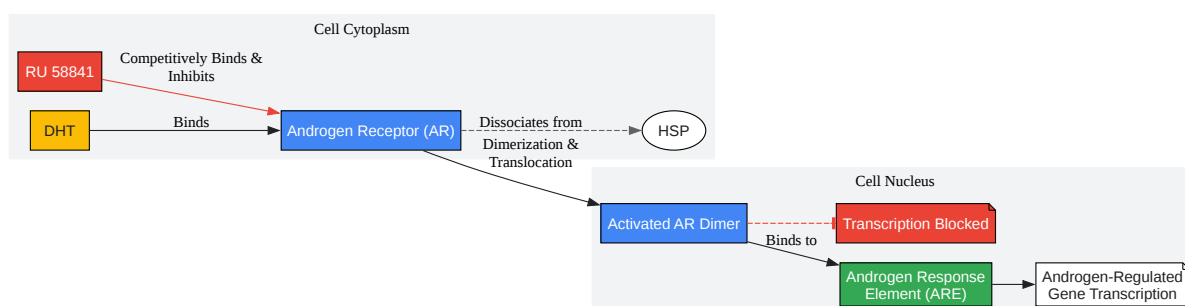 Cell Cytoplasm
RU 58841
Competitively Binds &
Inhibits
DHT
Binds
Androgen Receptor (AR)
Dissociates from
HSP
Dimerization &
Translocation
Cell Nucleus
Activated AR Dimer
Transcription Blocked
Binds to
Androgen Response
Element (ARE)
Androgen-Regulated
Gene Transcription